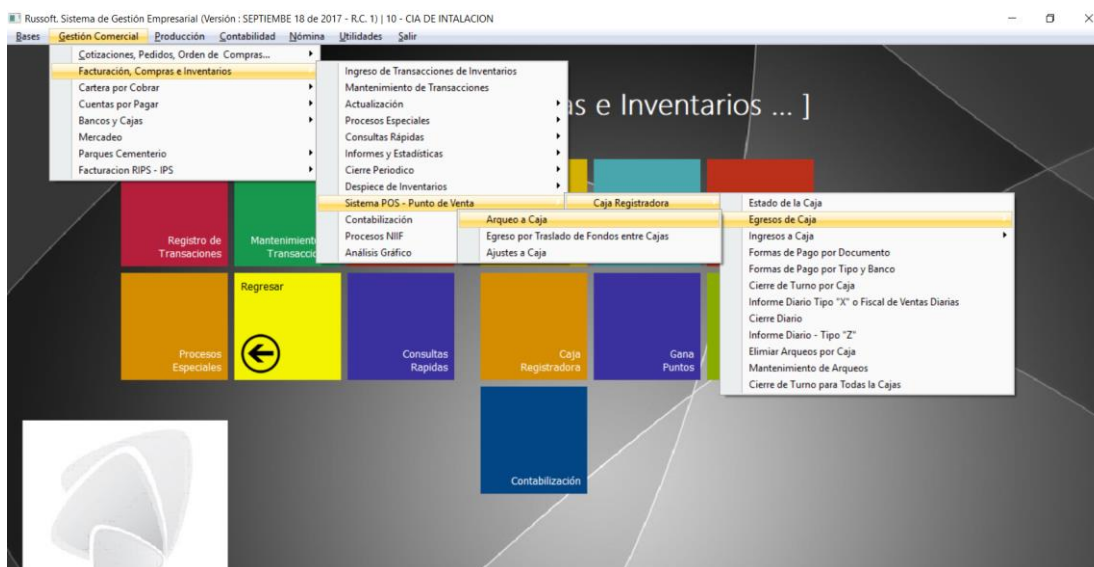 Russoft. Sistema de Gestión Empresarial (Versión : SEPTIEMBE 18 de 2017 - R.C. 1) | 10 - CIA DE INTALACION
Bases Gestión Comercial Producción Contabilidad Nómina Utilidades Salir
Cotizaciones, Pedidos, Orden de Compras...
Facturación, Compras e Inventarios
Cartera por Cobrar
Cuentas por Pagar
Bancos y Cajas
Mercadeo
Parques Cementerio
Facturacion RIPS - IPS
Ingreso de Transacciones de Inventarios
Mantenimiento de Transacciones
Actualización
Procesos Especiales
Consultas Rápidas
Informes y Estadísticas
Cierre Periodico
Despiece de Inventarios
Sistema POS - Punto de Venta
Contabilización
Procesos NIIF
Análisis Gráfico
Caja Registradora
Arqueo a Caja
Egreso por Traslado de Fondos entre Cajas
Ajustes a Caja
Estado de la Caja
Egresos de Caja
Ingresos a Caja
Formas de Pago por Documento
Formas de Pago por Tipo y Banco
Cierre de Turno por Caja
Informe Diario Tipo "X" o Fiscal de Ventas Diarias
Cierre Diario
Informe Diario - Tipo "Z"
Elimiar Arqueos por Caja
Mantenimiento de Arqueos
Cierre de Turno para Todas la Cajas
e Inventarios ... ]
Registro de
Transaciones
Mantenimiento
Procesos
Especiales
Regresar
Consultas
Rapidas
Caja
Registradora
Gana
Puntos
Contabilización